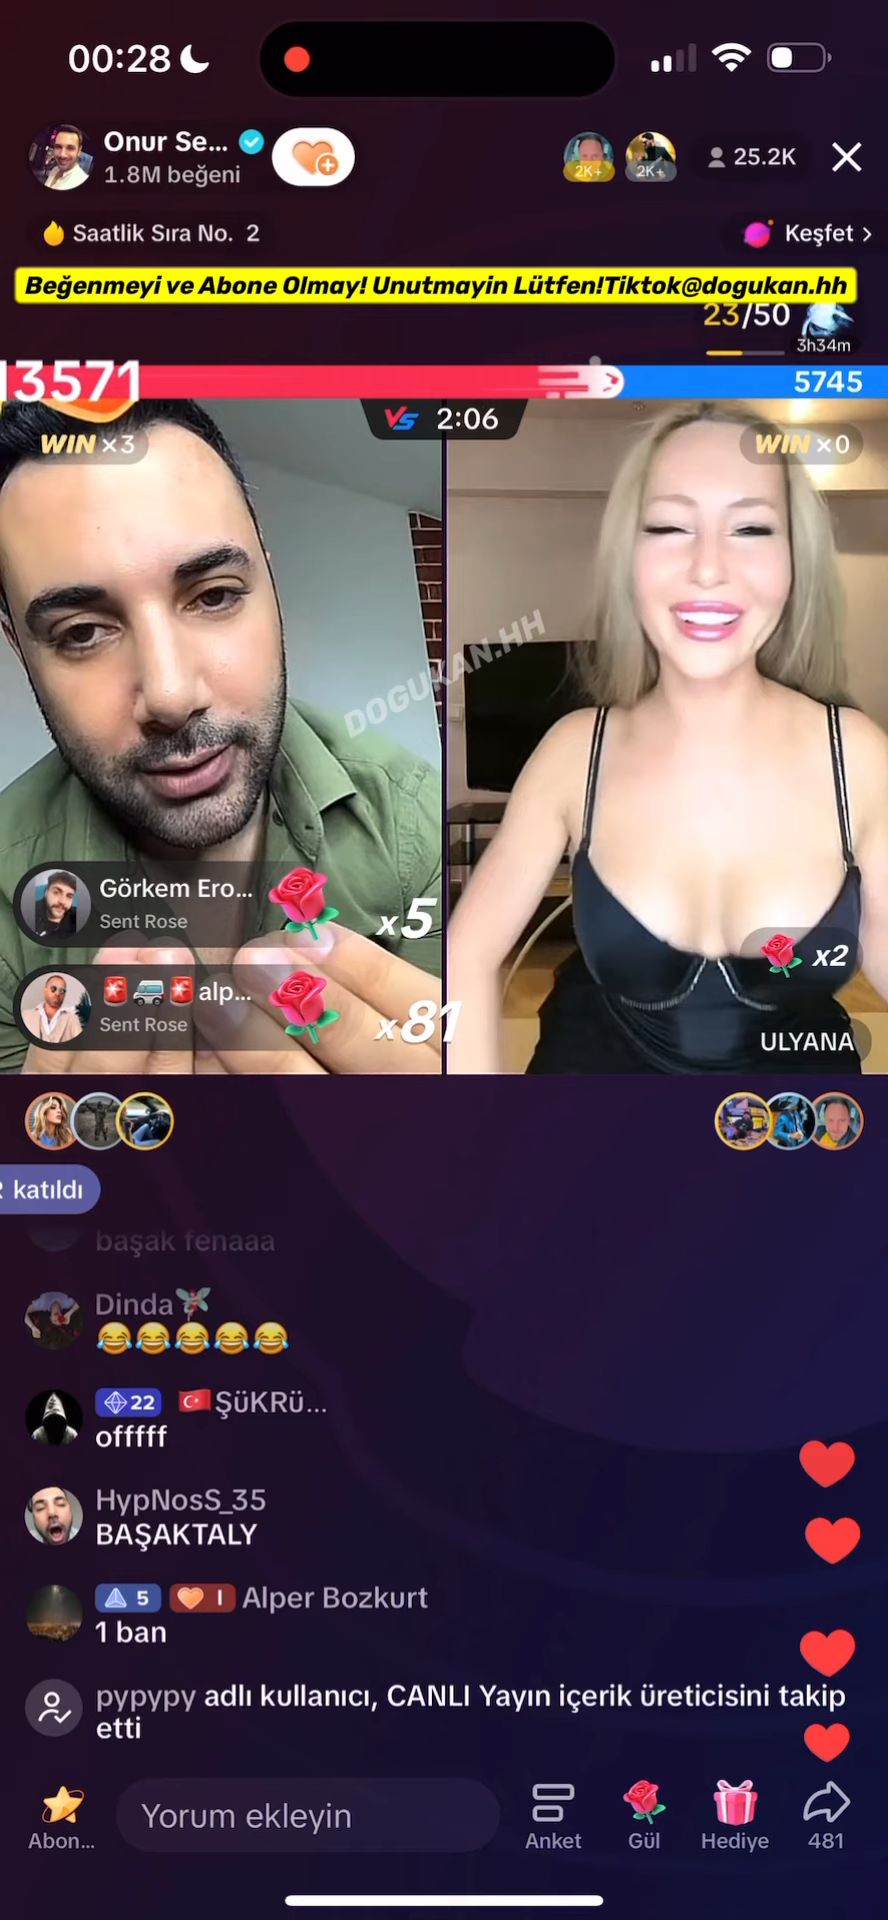 00:28
Onur Se...
1.8M beğeni
2K+
2K+
25.2K
Saatlik Sıra No. 2
Keşfet >
Beğenmeyi ve Abone Olmay! Unutmayin Lütfen!Tiktok@dogukan.hh
23/50
3h34m
13571
5745
WIN x3
VS 2:06
WIN x0
DOGUKAN.HH
Görkem Ero...
Sent Rose
x5
alp...
Sent Rose
x81
x2
ULYANA
katıldı
başak fenaaa
Dinda
22 ŞüKRü...
offfff
HypNosS_35
BAŞAKTALY
5 I Alper Bozkurt
1 ban
pypypy adlı kullanıcı, CANLI Yayın içerik üreticisini takip
etti
Abon...
Yorum ekleyin
Anket
Gül
Hediye
481